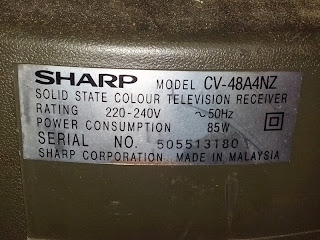 SHARP MODEL CV-48A4NZ
SOLID STATE COLOUR TELEVISION RECEIVER
RATING 220-240V ~50Hz
POWER CONSUMPTION 85W
SERIAL NO. 505513180
SHARP CORPORATION MADE IN MALAYSIA